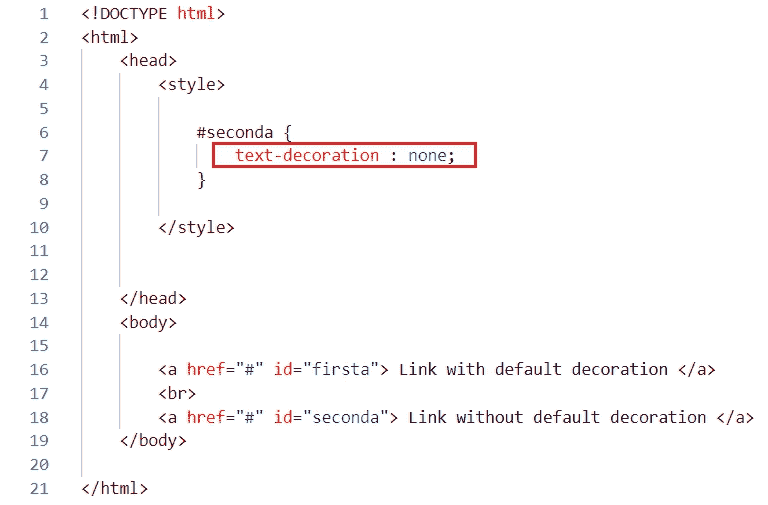 1 <!DOCTYPE html>
2 <html>
3 <head>
4 <style>
5
6 #seconda {
7 text-decoration : none;
8 }
9
10 </style>
11
12
13 </head>
14 <body>
15
16 <a href="#" id="firsta"> Link with default decoration </a>
17 <br>
18 <a href="#" id="seconda"> Link without default decoration </a>
19 </body>
20
21 </html>